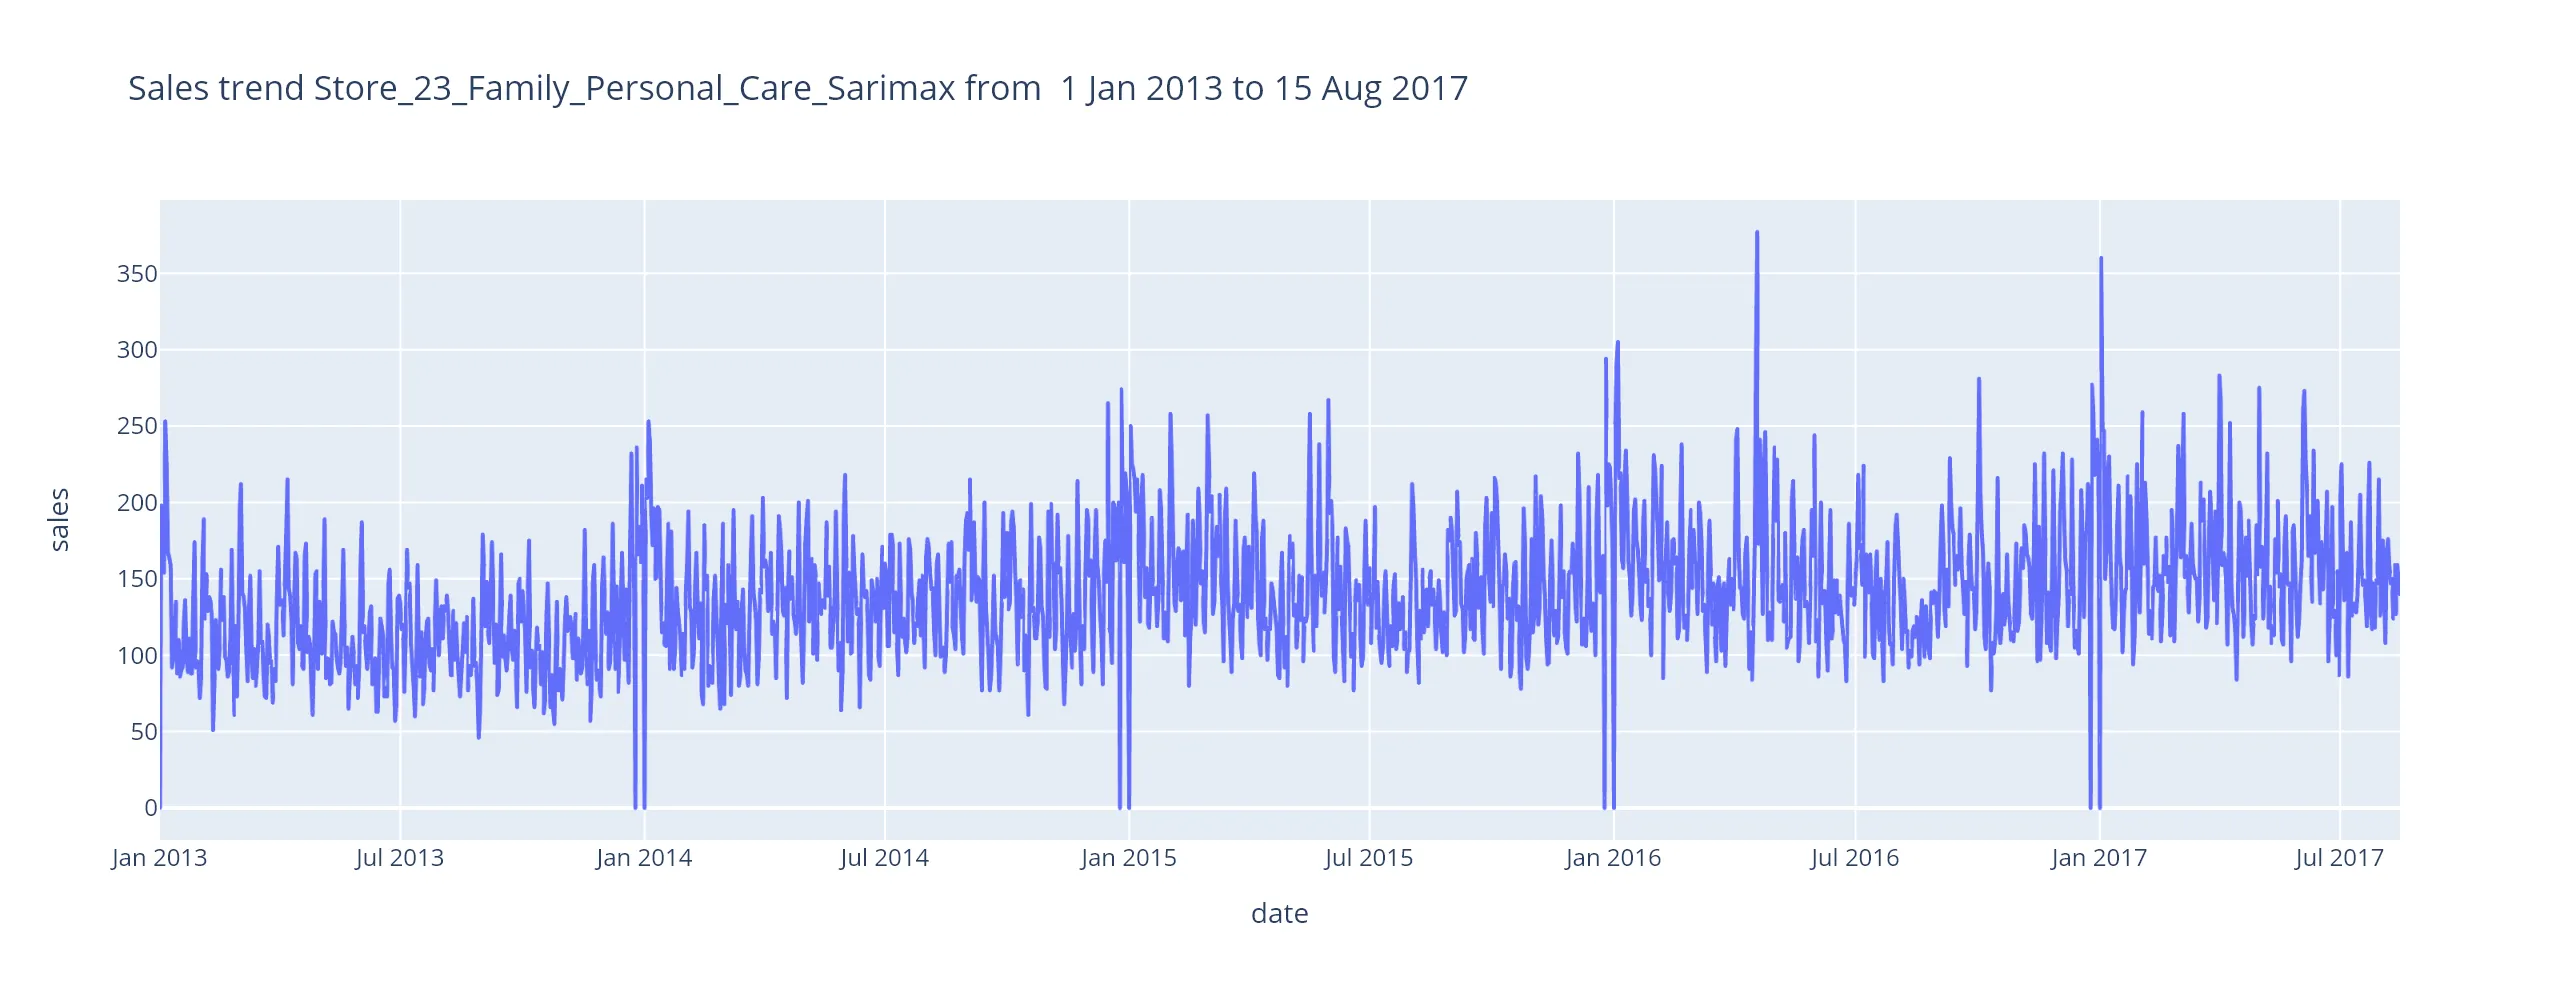 Sales trend Store_23_Family_Personal_Care_Sarimax from  1 Jan 2013 to 15 Aug 2017
350
300
250
200
150
100
50
0
sales
Jan 2013
Jul 2013
Jan 2014
Jul 2014
Jan 2015
Jul 2015
Jan 2016
Jul 2016
Jan 2017
Jul 2017
date